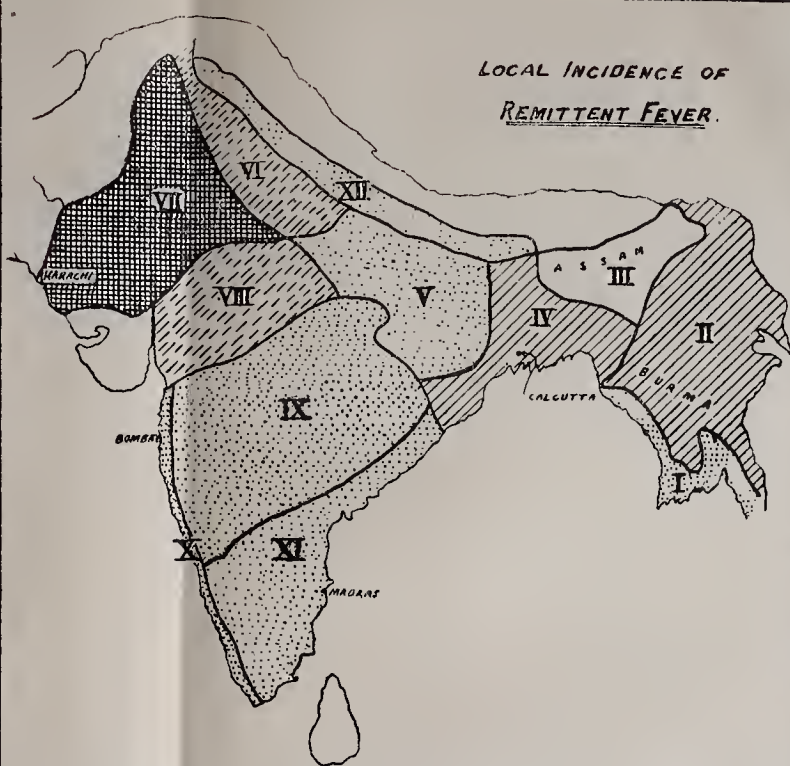 LOCAL INCIDENCE OF
REMITTENT FEVER.
VI
XII
VII
KARACHI
ASSAM
III
VIII
V
IV
II
BURMA
CALCUTTA
IX
BOMBAY
I
X
XI
MADRAS